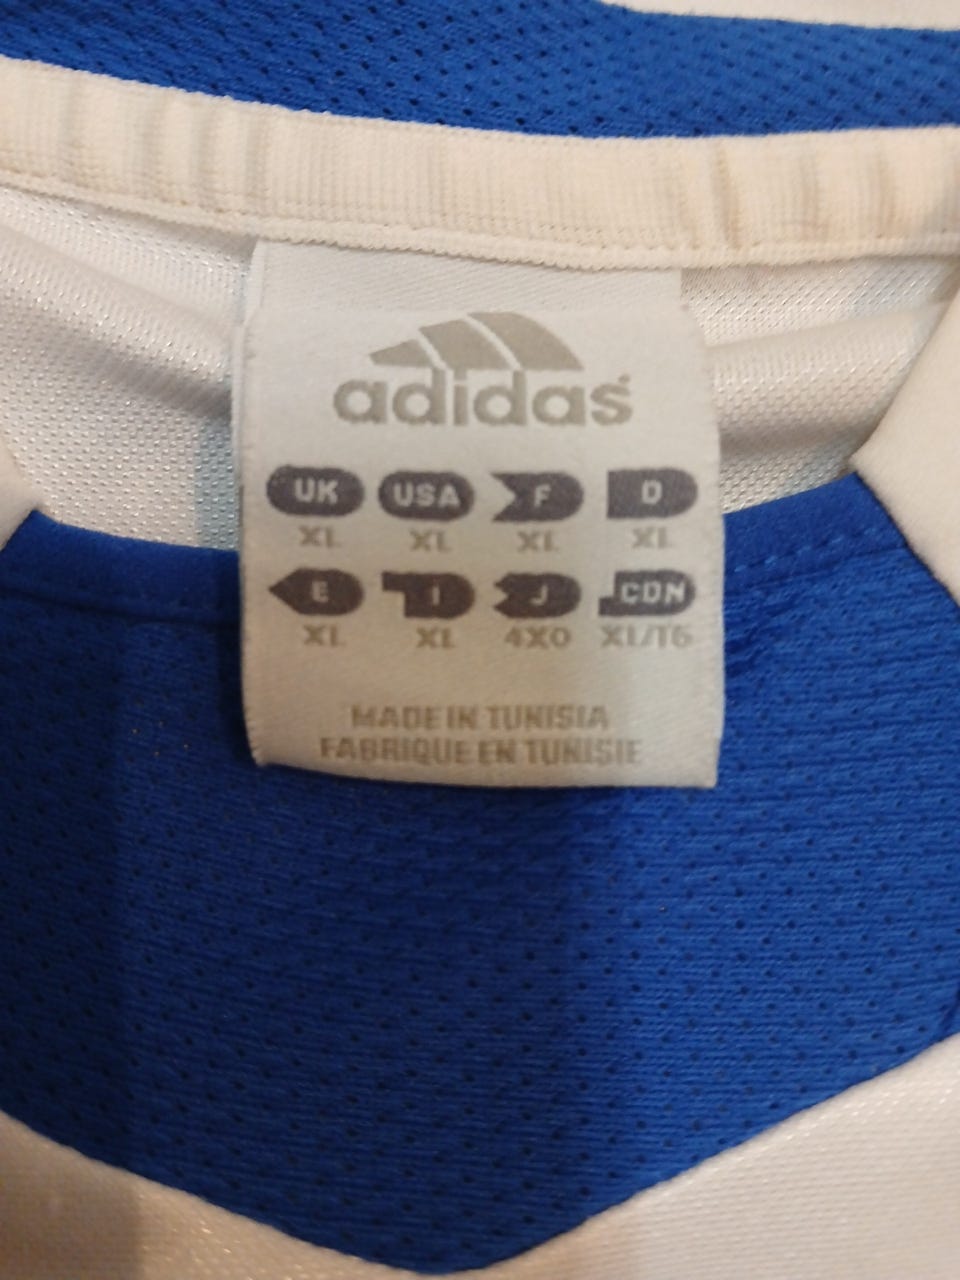 adidas
UK USA F D
XL XL XL XL
E I J CDN
XL XL 4XO XL/TG
MADE IN TUNISIA
FABRIQUE EN TUNISIE